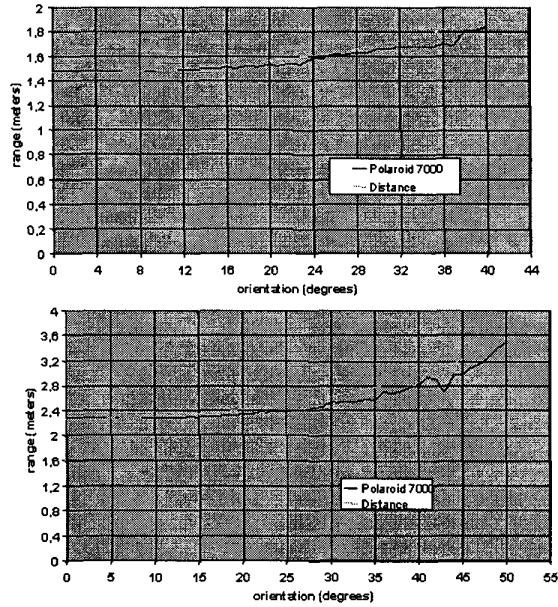 2
1,8
1,6
1,4
1,2
1
0,8
0,6
0,4
0,2
0
range (meters)
Polaroid 7000
Distance
0 4 8 12 16 20 24 28 32 36 40 44
orientation (degrees)
4
3,6
3,2
2,8
2,4
2
1,6
1,2
0,8
0,4
0
range (meters)
Polaroid 7000
Distance
0 5 10 15 20 25 30 35 40 45 50 55
orientation (degrees)